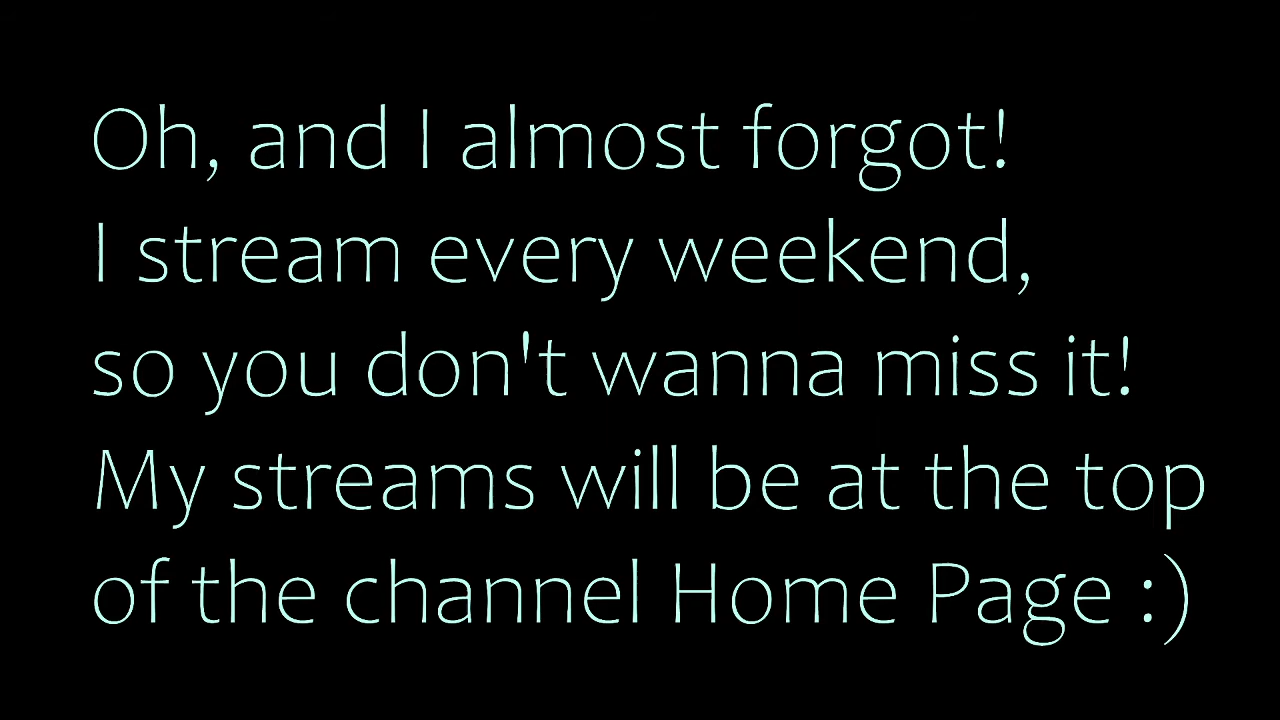 Oh, and I almost forgot!
I stream every weekend,
so you don't wanna miss it!
My streams will be at the top
of the channel Home Page :)